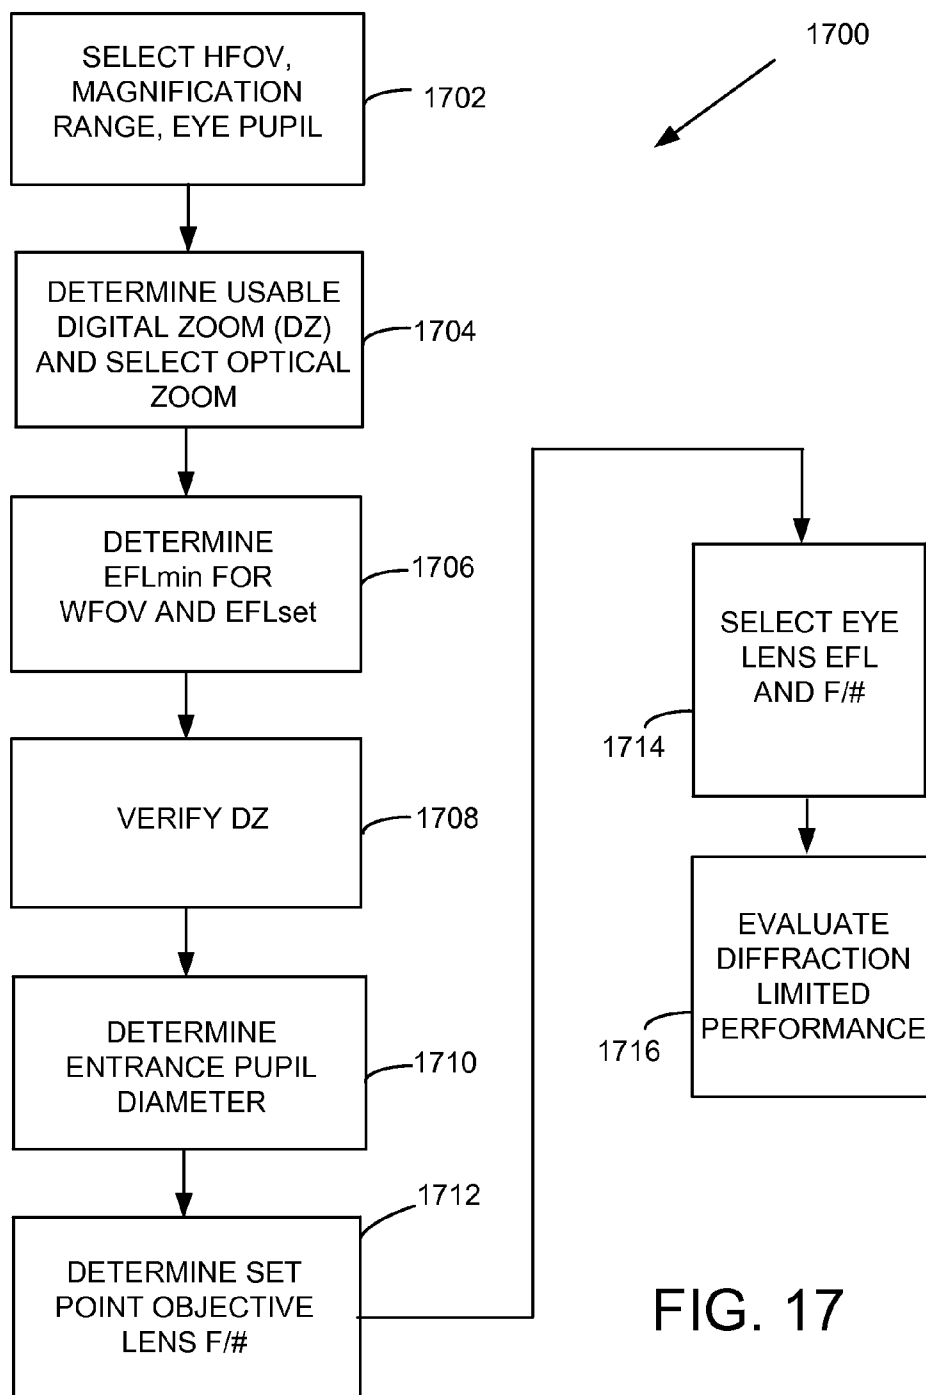 1700
SELECT HFOV,
MAGNIFICATION
RANGE, EYE PUPIL
1702
DETERMINE USABLE
DIGITAL ZOOM (DZ)
AND SELECT OPTICAL
ZOOM
1704
DETERMINE
EFLmin FOR
WFOV AND EFLset
1706
VERIFY DZ
1708
DETERMINE
ENTRANCE PUPIL
DIAMETER
1710
DETERMINE SET
POINT OBJECTIVE
LENS F/#
1712
SELECT EYE
LENS EFL
AND F/#
1714
EVALUATE
DIFFRACTION
LIMITED
PERFORMANCE
1716
FIG. 17